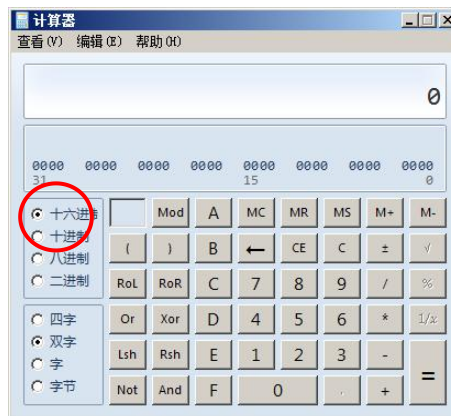 计算器
查看(V) 编辑(E) 帮助(H)
0
0000 0000 0000 0000 0000 0000 0000 0000
31 15 0
十六进制 Mod A MC MR MS M+ M-
十进制 ( ) B ← CE C ± √
八进制
二进制 RoL RoR C 7 8 9 / %
四字 Or Xor D 4 5 6 * 1/x
双字
字 Lsh Rsh E 1 2 3 - =
字节 Not And F 0 . +